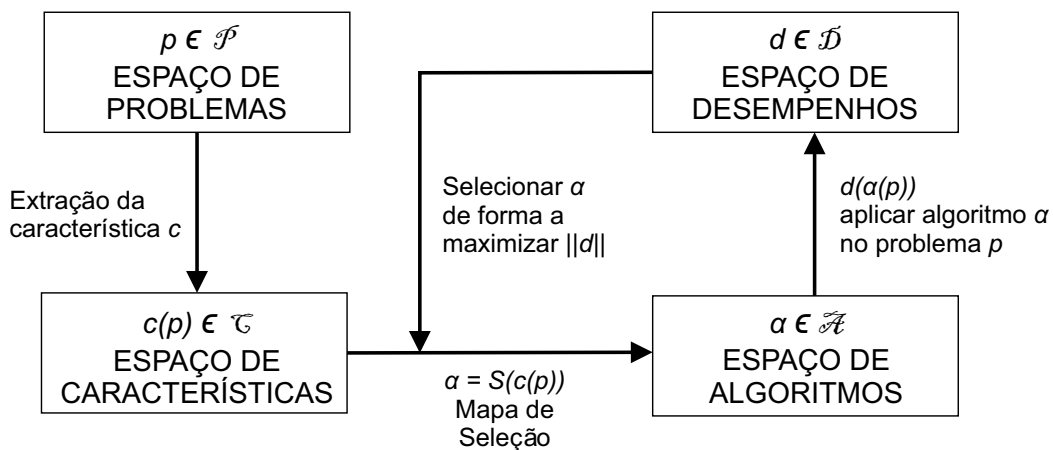 p ϵ 𝒫
ESPAÇO DE
PROBLEMAS
d ϵ 𝒟
ESPAÇO DE
DESEMPENHOS
Extração da
característica c
Selecionar α
de forma a
maximizar ||d||
d(α(p))
aplicar algoritmo α
no problema p
c(p) ϵ 𝒞
ESPAÇO DE
CARACTERÍSTICAS
α = S(c(p))
Mapa de
Seleção
α ϵ 𝒜
ESPAÇO DE
ALGORITMOS